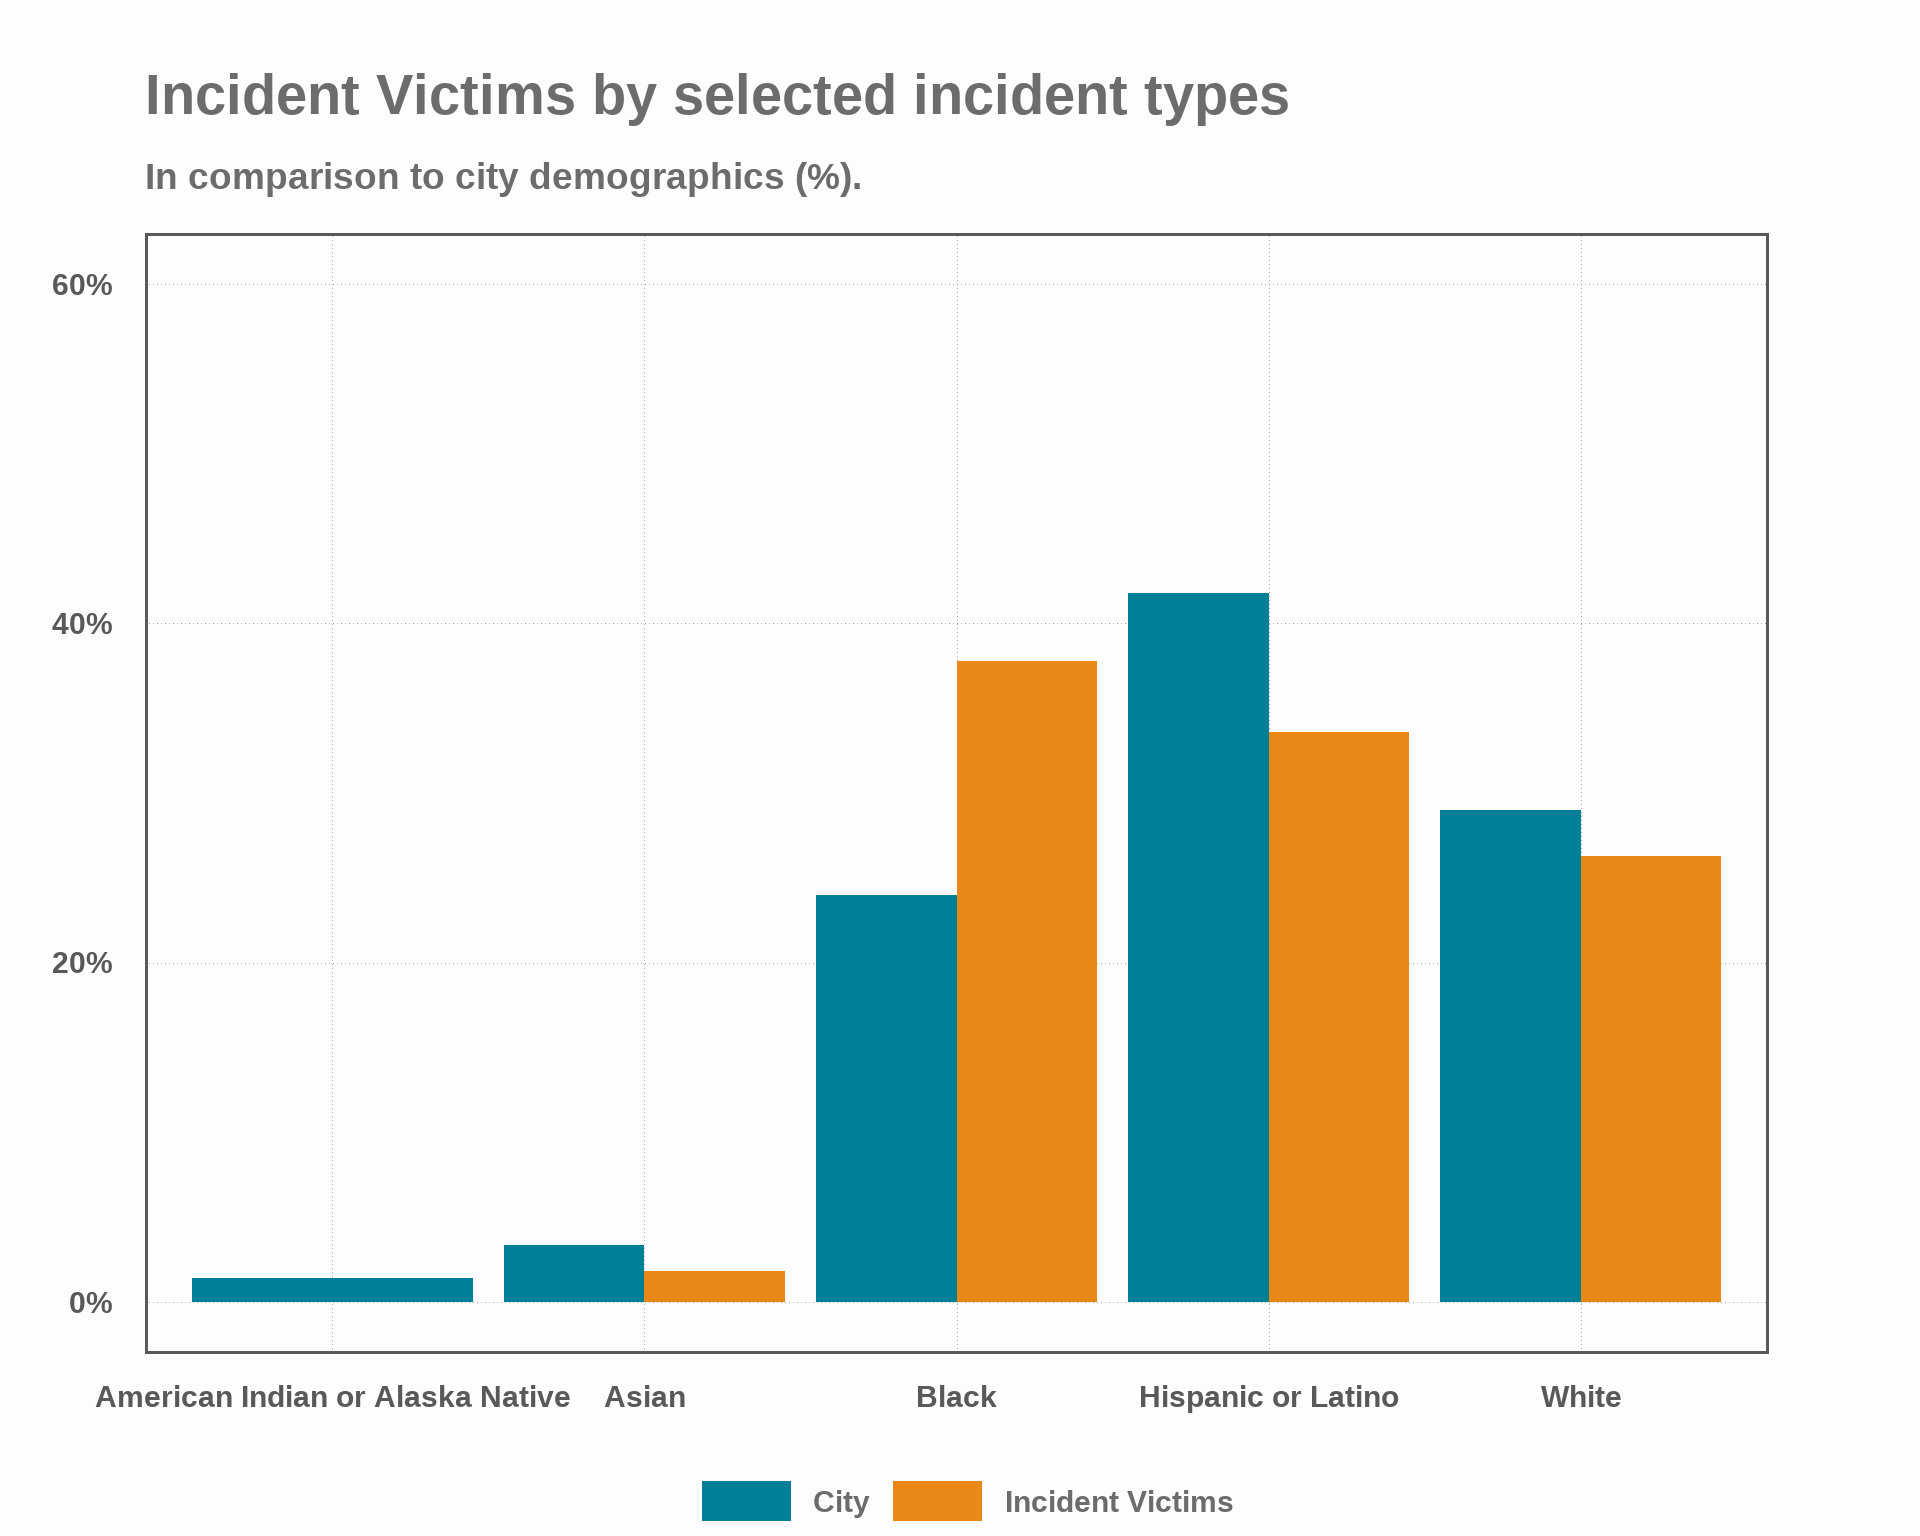 Incident Victims by selected incident types
In comparison to city demographics (%).
60%
40%
20%
0%
American Indian or Alaska Native Asian Black Hispanic or Latino White
City Incident Victims